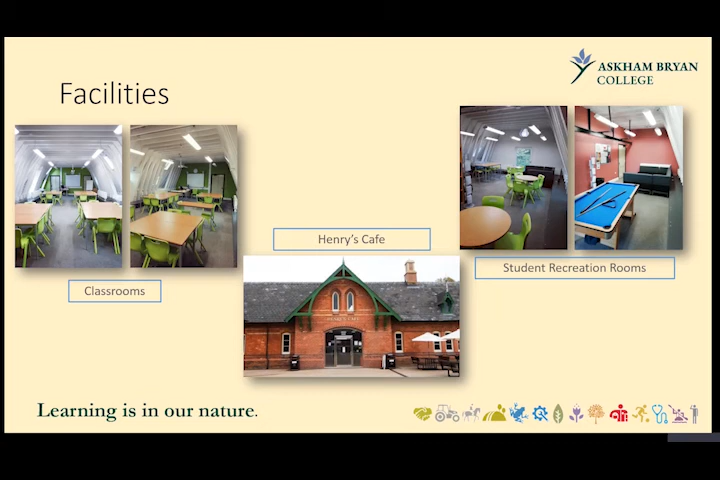 ASKHAM BRYAN
COLLEGE
Facilities
Henry's Cafe
Student Recreation Rooms
Classrooms
Learning is in our nature.